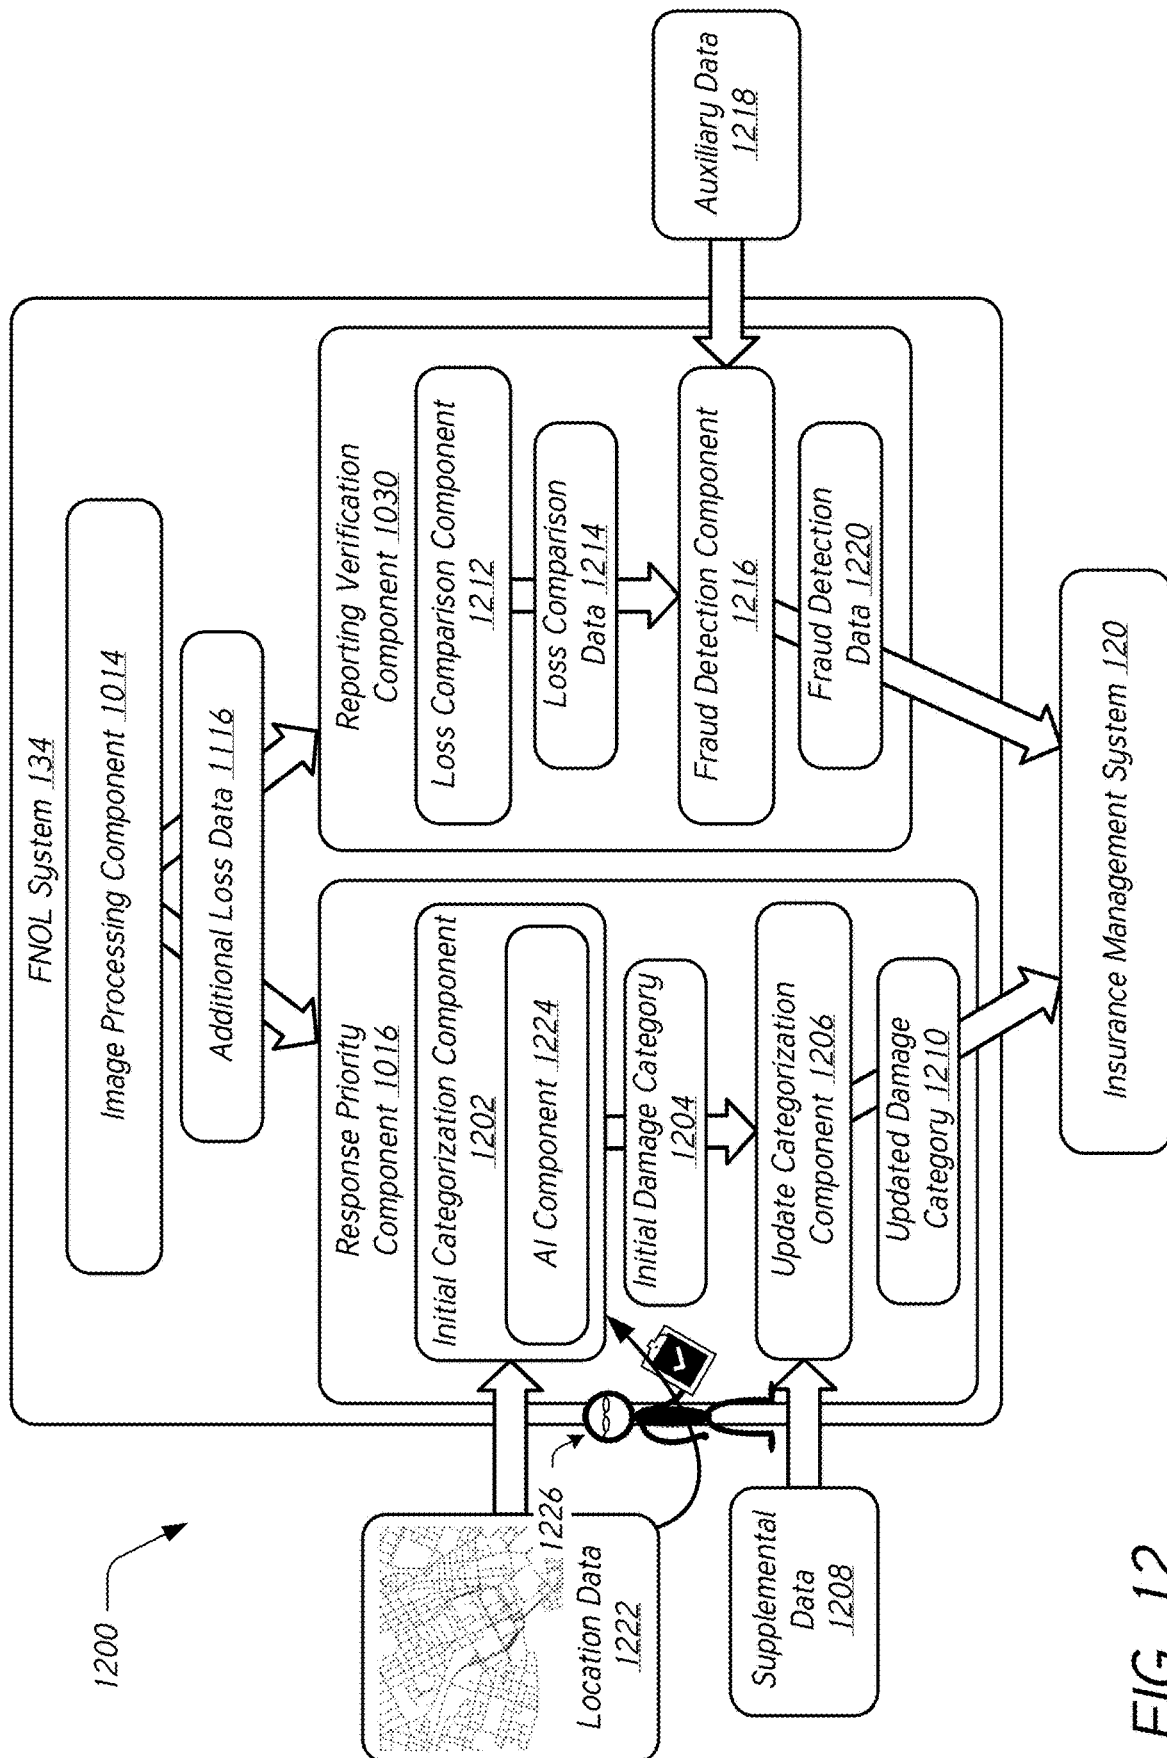 1200
FNOL System 134
Image Processing Component 1014
Additional Loss Data 1116
Response Priority
Component 1016
Initial Categorization Component
1202
AI Component 1224
Initial Damage Category
1204
Update Categorization
Component 1206
Updated Damage
Category 1210
Location Data
1222
1226
Supplemental
Data
1208
Reporting Verification
Component 1030
Loss Comparison Component
1212
Loss Comparison
Data 1214
Fraud Detection Component
1216
Fraud Detection
Data 1220
Auxiliary Data
1218
Insurance Management System 120
FIG. 12